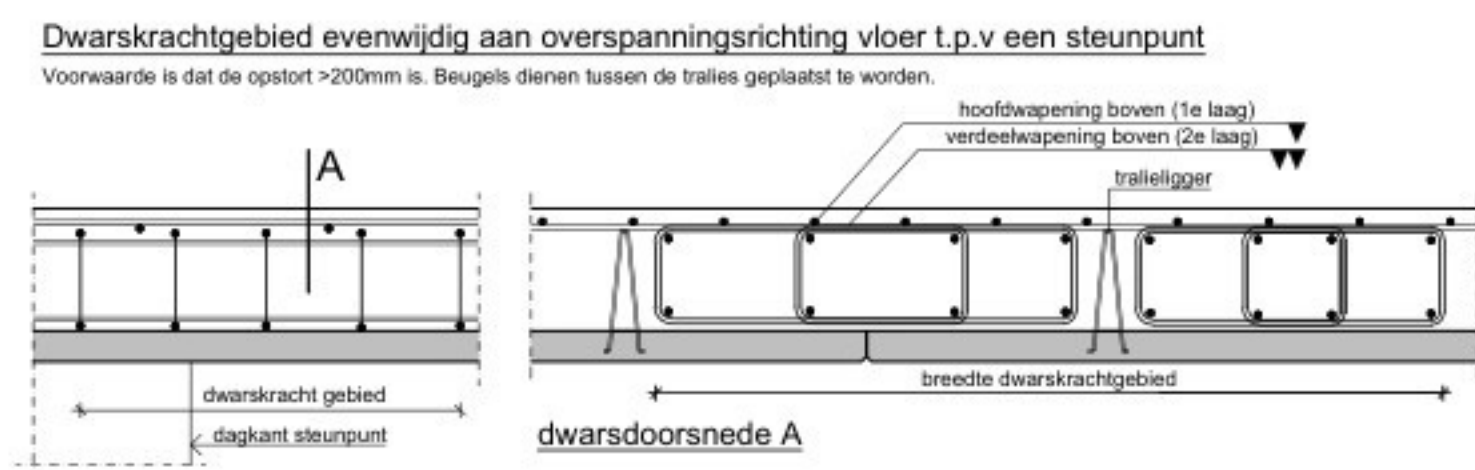 Dwarskrachtgebied evenwijdig aan overspanningsrichting vloer t.p.v een steunpunt
Voorwaarde is dat de opstort >200mm is. Beugels dienen tussen de tralies geplaatst te worden.
hoofdwapening boven (1e laag)
verdeelwapening boven (2e laag)
tralieligger
A
dwarskracht gebied
dagkant steunpunt
breedte dwarskrachtgebied
dwarsdoorsnede A